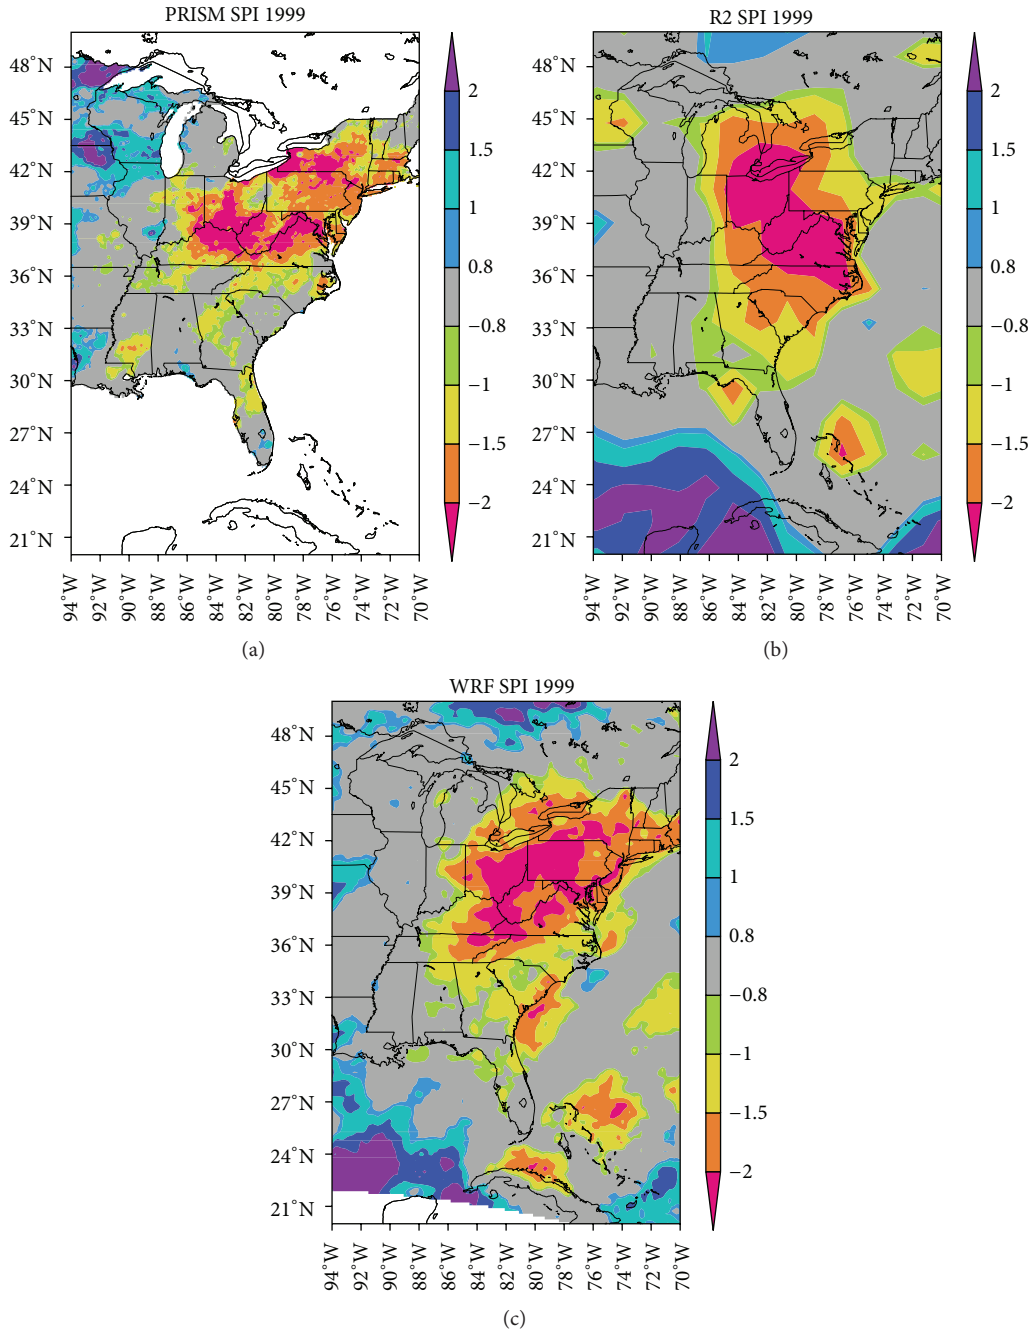 PRISM SPI 1999
48°N
45°N
42°N
39°N
36°N
33°N
30°N
27°N
24°N
21°N
94°W
92°W
90°W
88°W
86°W
84°W
82°W
80°W
78°W
76°W
74°W
72°W
70°W
2
1.5
1
0.8
−0.8
−1
−1.5
−2
(a)
R2 SPI 1999
48°N
45°N
42°N
39°N
36°N
33°N
30°N
27°N
24°N
21°N
94°W
92°W
90°W
88°W
86°W
84°W
82°W
80°W
78°W
76°W
74°W
72°W
70°W
2
1.5
1
0.8
−0.8
−1
−1.5
−2
(b)
WRF SPI 1999
48°N
45°N
42°N
39°N
36°N
33°N
30°N
27°N
24°N
21°N
94°W
92°W
90°W
88°W
86°W
84°W
82°W
80°W
78°W
76°W
74°W
72°W
70°W
2
1.5
1
0.8
−0.8
−1
−1.5
−2
(c)